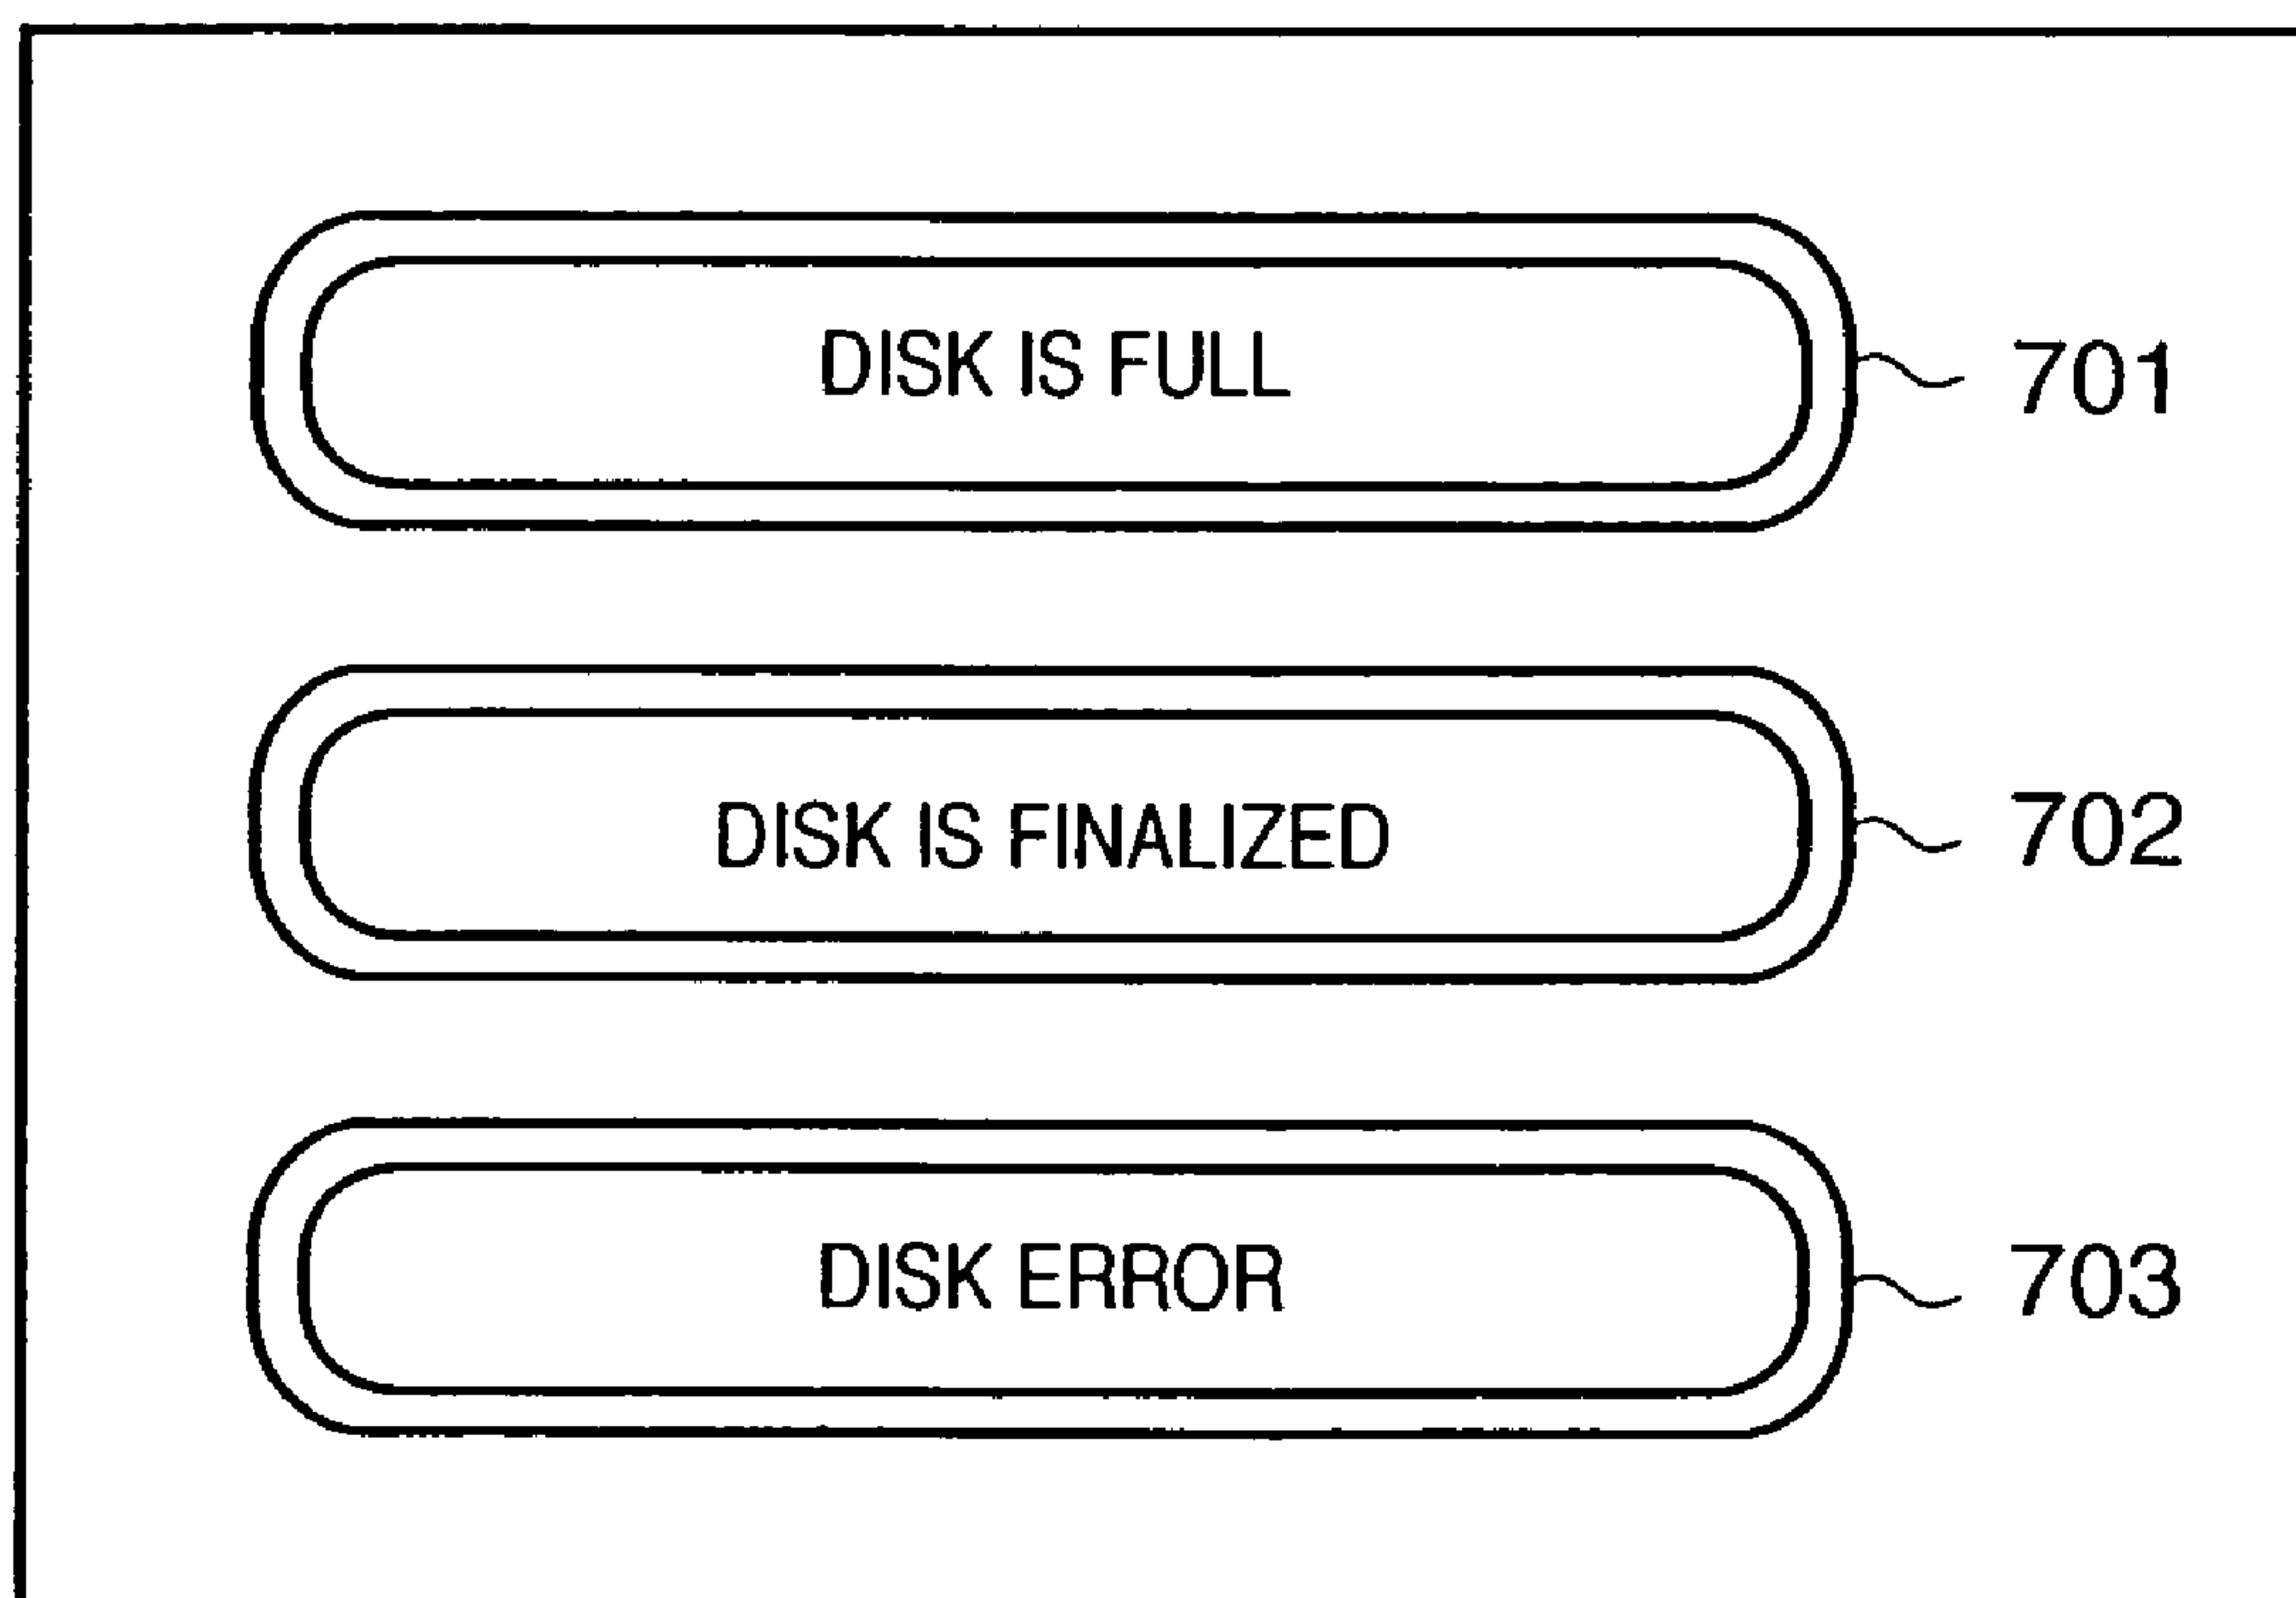 DISK IS FULL 701
DISK IS FINALIZED 702
DISK ERROR 703